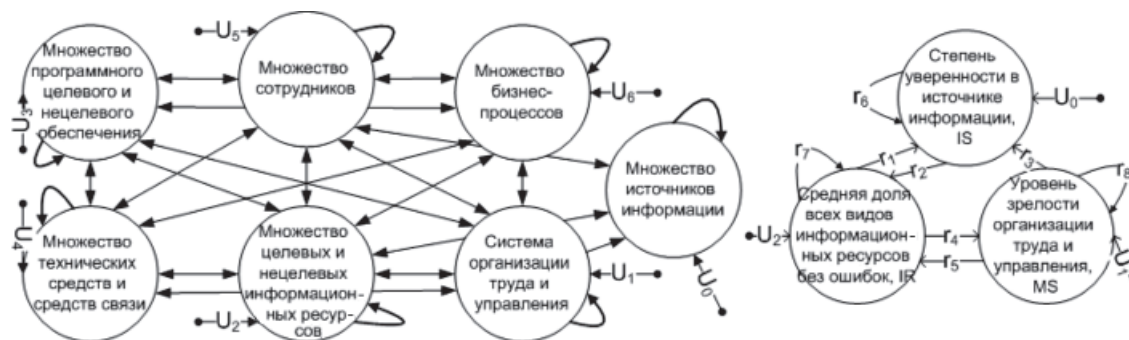 Множество
программного
целевого и
нецелевого
обеспечения
U3
U5
Множество
сотрудников
Множество
бизнес-
процессов
U6
Множество
источников
информации
U0
U4
Множество
технических
средств и
средств связи
Множество
целевых и
нецелевых
информацион-
ных ресур-
сов
U2
Система
организации
труда и
управления
U1
Степень
уверенности в
источнике
информации,
IS
U0
r6
r7
r1
r2
r3
r8
Средняя доля
всех видов
информацион-
ных ресурсов
без ошибок, IR
U2
r4
r5
Уровень
зрелости
организации
труда и
управления,
MS
U1